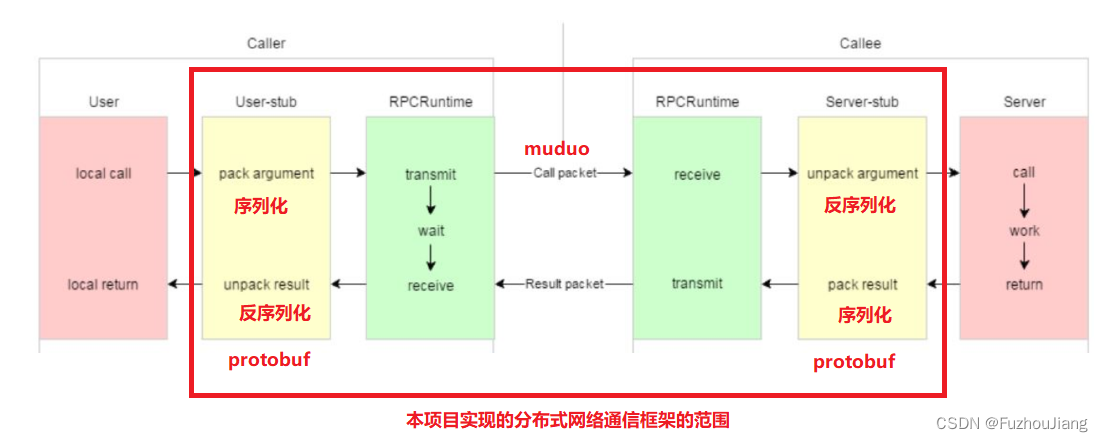 Caller
Callee
User
User-stub
RPCRuntime
RPCRuntime
Server-stub
Server
muduo
local call
pack argument
transmit
Call packet
receive
unpack argument
call
序列化
反序列化
wait
work
local return
unpack result
receive
Result packet
transmit
pack result
return
反序列化
序列化
protobuf
protobuf
本项目实现的分布式网络通信框架的范围
CSDN @FuzhouJiang